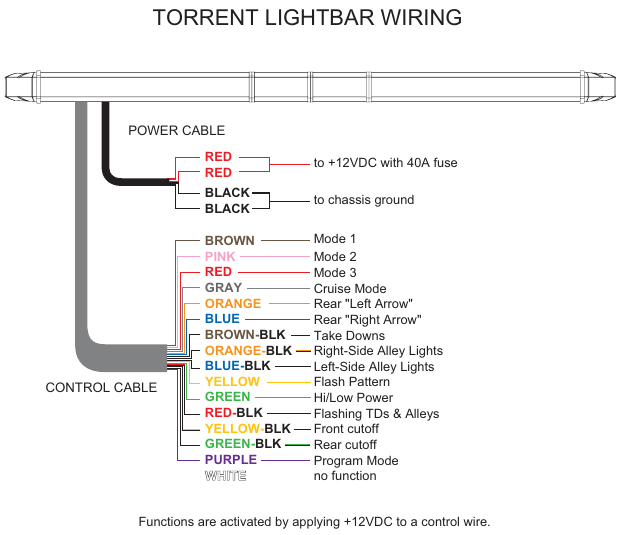 TORRENT LIGHTBAR WIRING
POWER CABLE
RED
RED
to +12VDC with 40A fuse
BLACK
BLACK
to chassis ground
BROWN Mode 1
PINK Mode 2
RED Mode 3
GRAY Cruise Mode
ORANGE Rear "Left Arrow"
BLUE Rear "Right Arrow"
BROWN-BLK Take Downs
ORANGE-BLK Right-Side Alley Lights
BLUE-BLK Left-Side Alley Lights
YELLOW Flash Pattern
GREEN Hi/Low Power
RED-BLK Flashing TDs & Alleys
YELLOW-BLK Front cutoff
GREEN-BLK Rear cutoff
PURPLE Program Mode
WHITE no function
CONTROL CABLE
Functions are activated by applying +12VDC to a control wire.